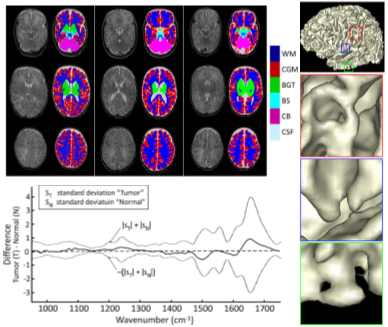 WM
CGM
BGT
BS
CB
CSF
S_T standard deviation "Tumor"
S_N standard deviatuin "Normal"
|s_T| + |s_N|
-(|s_T| + |s_N|)
Difference
Tumor (T) - Normal (N)
4
3
2
1
0
-1
-2
-3
1000 1100 1200 1300 1400 1500 1600 1700
Wavenumber (cm⁻¹)